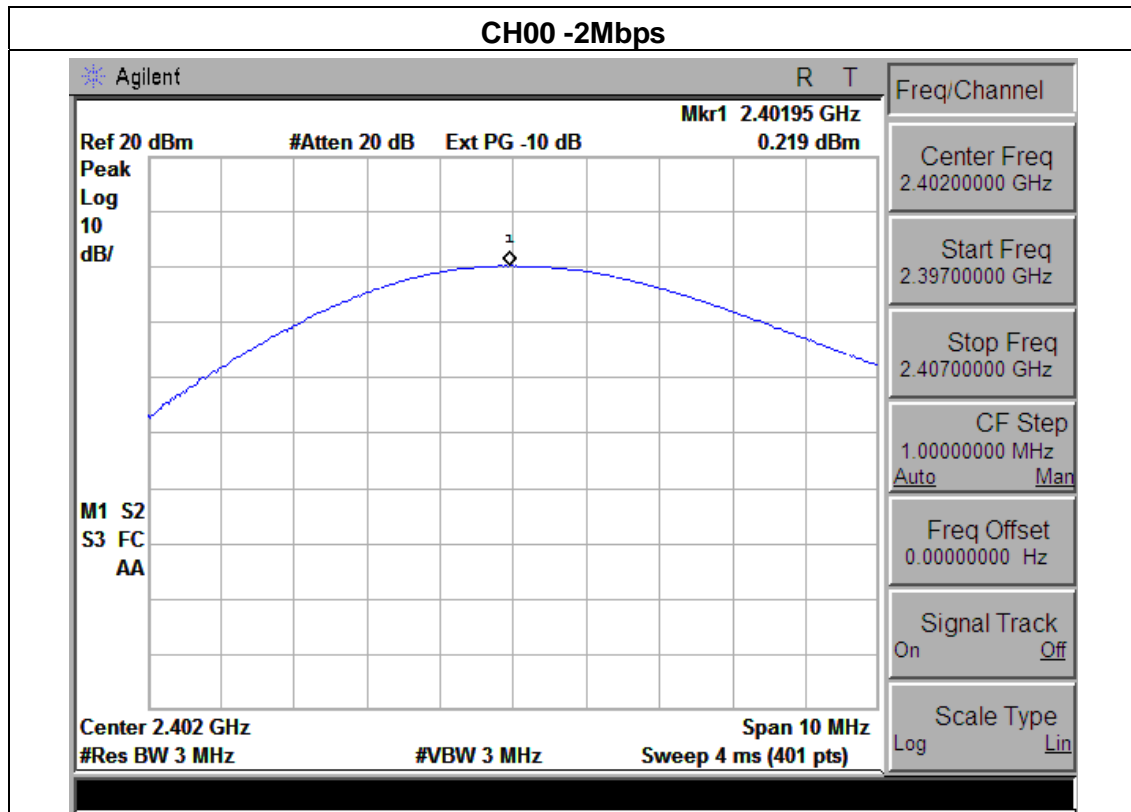 CH00 -2Mbps
Agilent
R T
Mkr1 2.40195 GHz
Ref 20 dBm #Atten 20 dB Ext PG -10 dB 0.219 dBm
Peak
Log
10
dB/
1
M1 S2
S3 FC
AA
Center 2.402 GHz Span 10 MHz
#Res BW 3 MHz #VBW 3 MHz Sweep 4 ms (401 pts)
Freq/Channel
Center Freq
2.40200000 GHz
Start Freq
2.39700000 GHz
Stop Freq
2.40700000 GHz
CF Step
1.00000000 MHz
Auto Man
Freq Offset
0.00000000 Hz
Signal Track
On Off
Scale Type
Log Lin